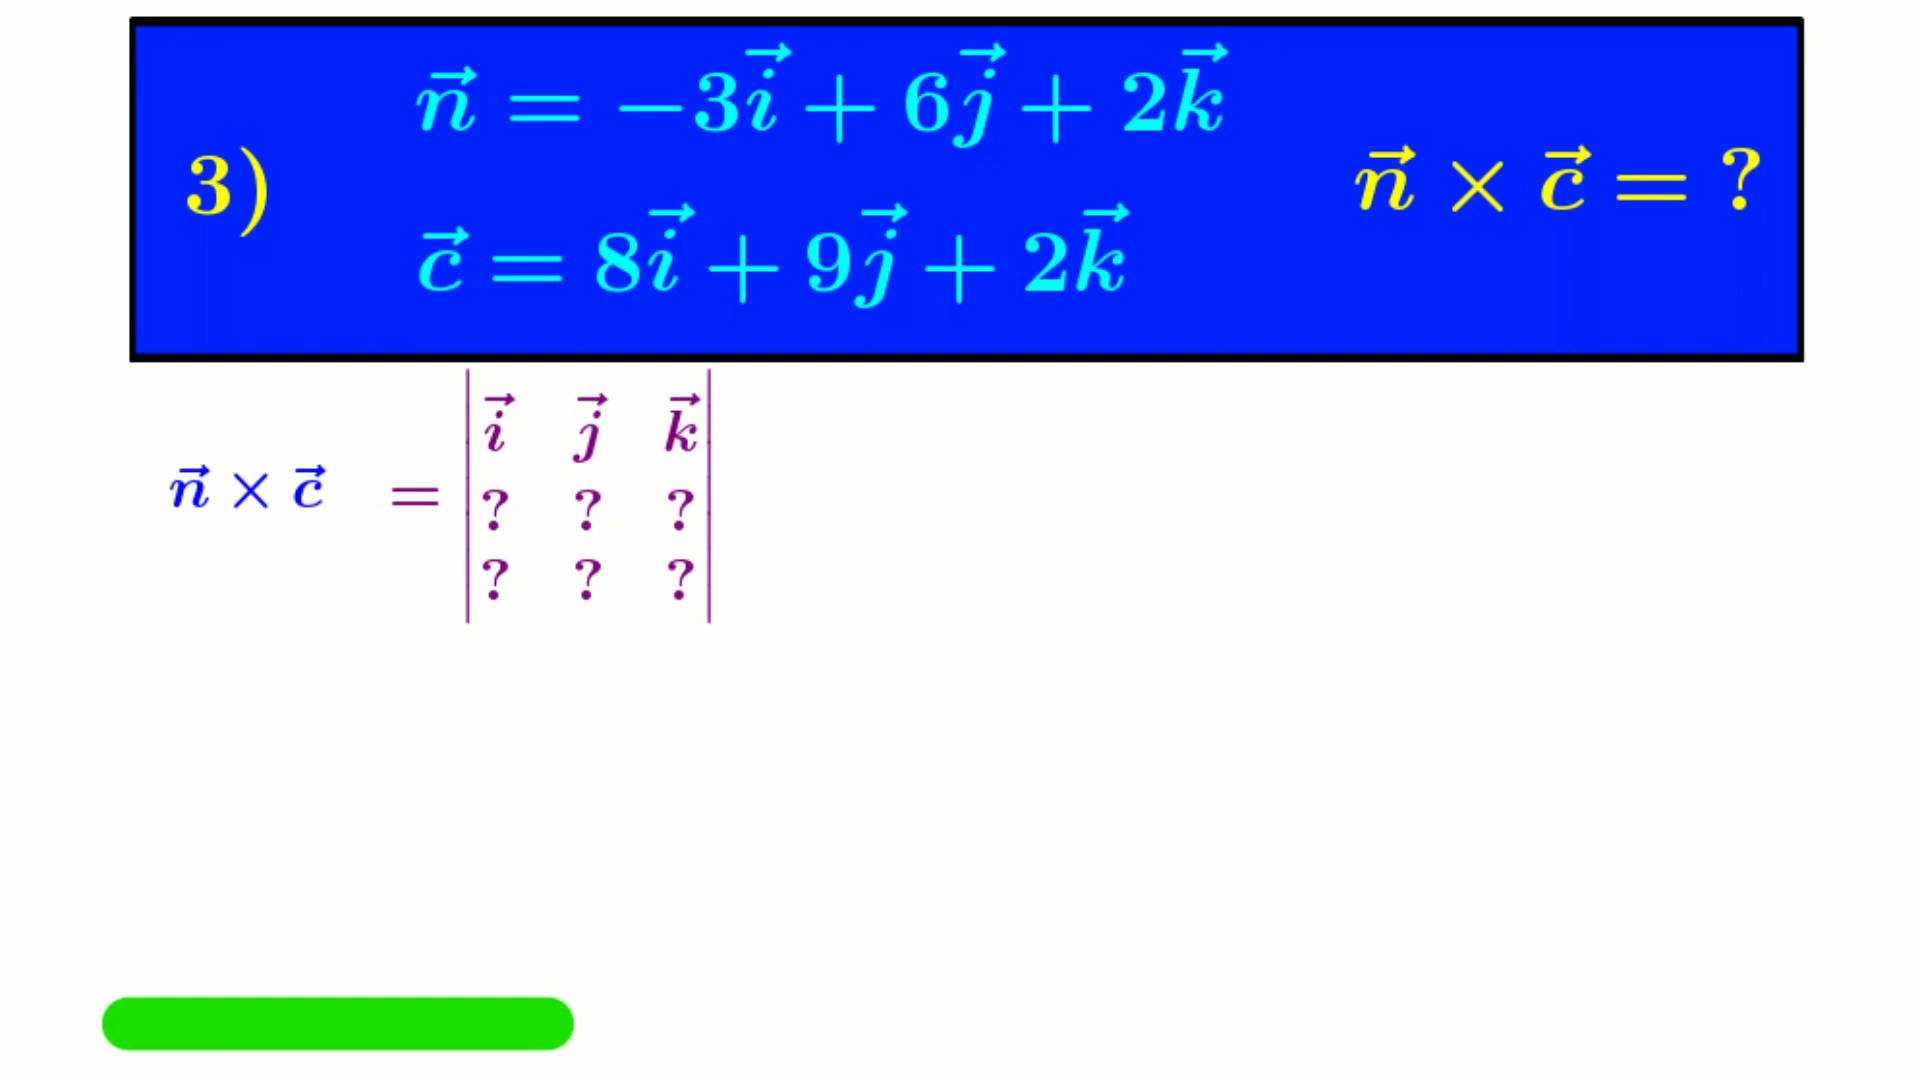 3)
n⃗ = −3i⃗ + 6j⃗ + 2k⃗
c⃗ = 8i⃗ + 9j⃗ + 2k⃗
n⃗ × c⃗ = ?
n⃗ × c⃗ =
i⃗ j⃗ k⃗
? ? ?
? ? ?